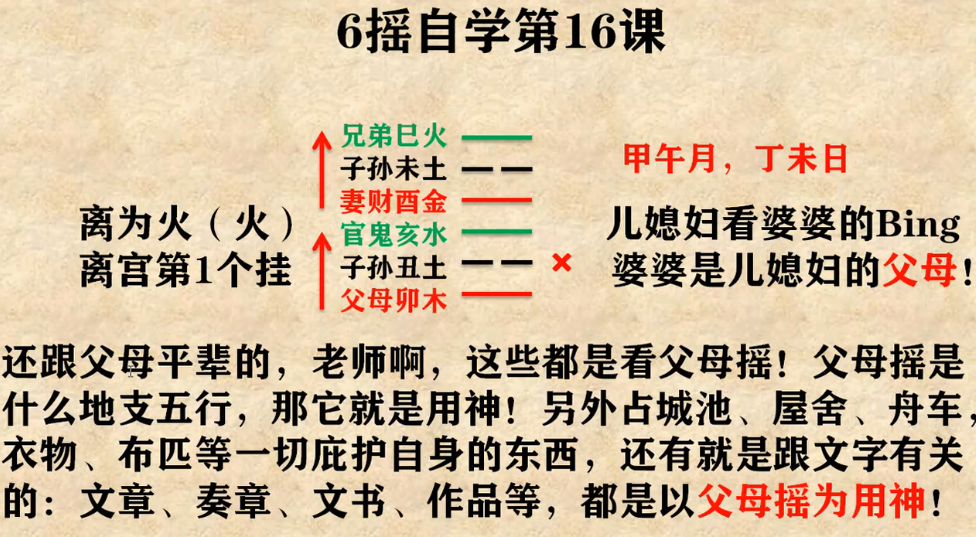 6摇自学第16课
兄弟巳火
子孙未土
妻财酉金
官鬼亥水
子孙丑土
父母卯木
甲午月，丁未日
离为火（火）
离宫第1个挂
儿媳妇看婆婆的Bing
婆婆是儿媳妇的父母！
还跟父母平辈的，老师啊，这些都是看父母摇！父母摇是
什么地支五行，那它就是用神！另外占城池、屋舍、舟车，
衣物、布匹等一切庇护自身的东西，还有就是跟文字有关
的：文章、奏章、文书、作品等，都是以父母摇为用神！